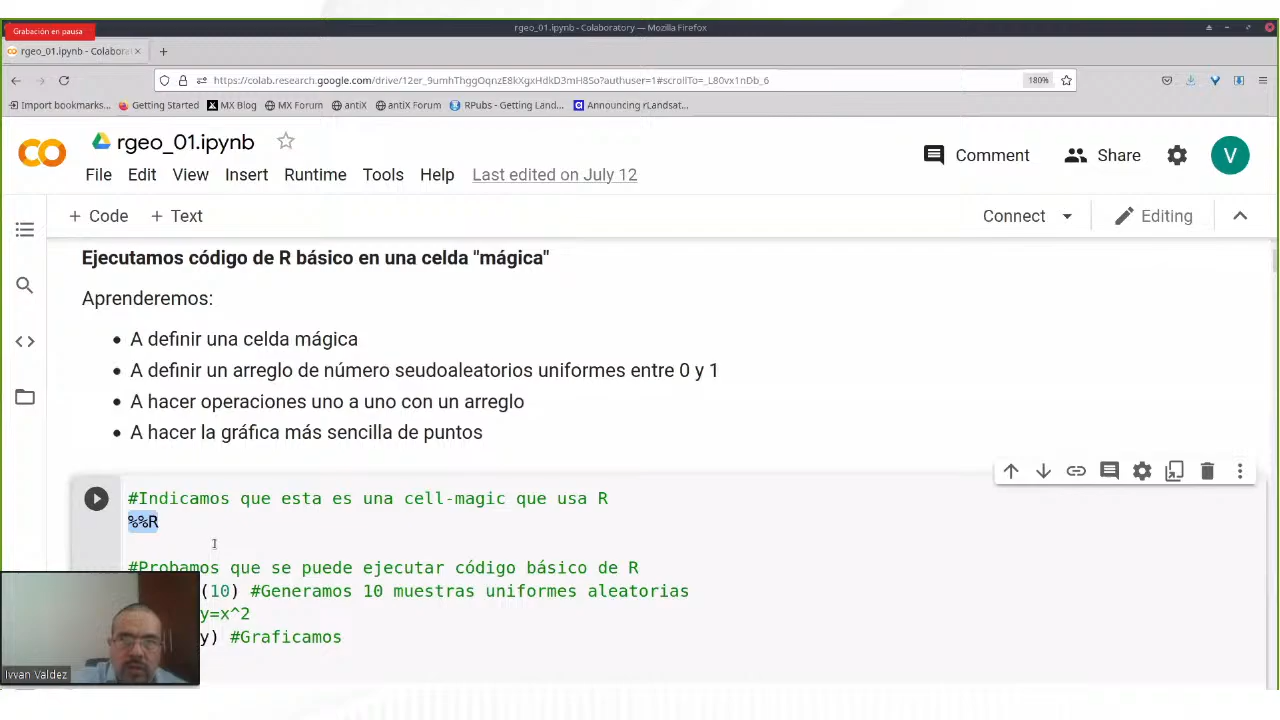 rgeo_01.ipynb - Colaboratory — Mozilla Firefox
Grabación en pausa
rgeo_01.ipynb - Colabora
https://colab.research.google.com/drive/12er_9umhThggOqnzE8kXgxHdkD3mH8So?authuser=1#scrollTo=_L80vx1nDb_6
180%
Import bookmarks... Getting Started MX Blog MX Forum antiX antiX Forum RPubs - Getting Land... Announcing rLandsat...
CO rgeo_01.ipynb
Comment Share V
File Edit View Insert Runtime Tools Help Last edited on July 12
+ Code + Text Connect Editing
Ejecutamos código de R básico en una celda "mágica"
Aprenderemos:
• A definir una celda mágica
• A definir un arreglo de número seudoaleatorios uniformes entre 0 y 1
• A hacer operaciones uno a uno con un arreglo
• A hacer la gráfica más sencilla de puntos
#Indicamos que esta es una cell-magic que usa R
%%R
#Probamos que se puede ejecutar código básico de R
(10) #Generamos 10 muestras uniformes aleatorias
y=x^2
y) #Graficamos
Ivvan Valdez